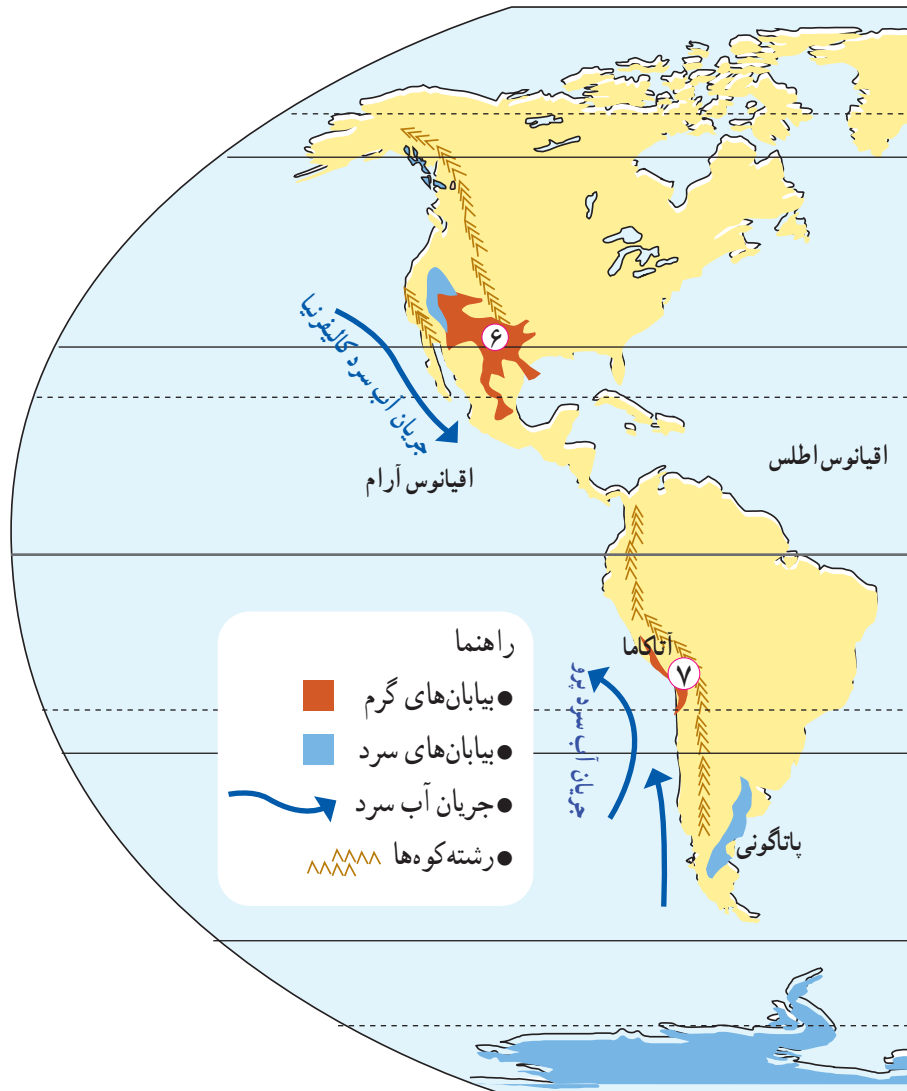 ۶
جریان آب سرد کالیفرنیا
اقیانوس اطلس
اقیانوس آرام
آتاکاما
۷
جریان آب سرد پرو
پاتاگونی
راهنما
● بیابان‌های گرم
● بیابان‌های سرد
● جریان آب سرد
● رشته‌کوه‌ها